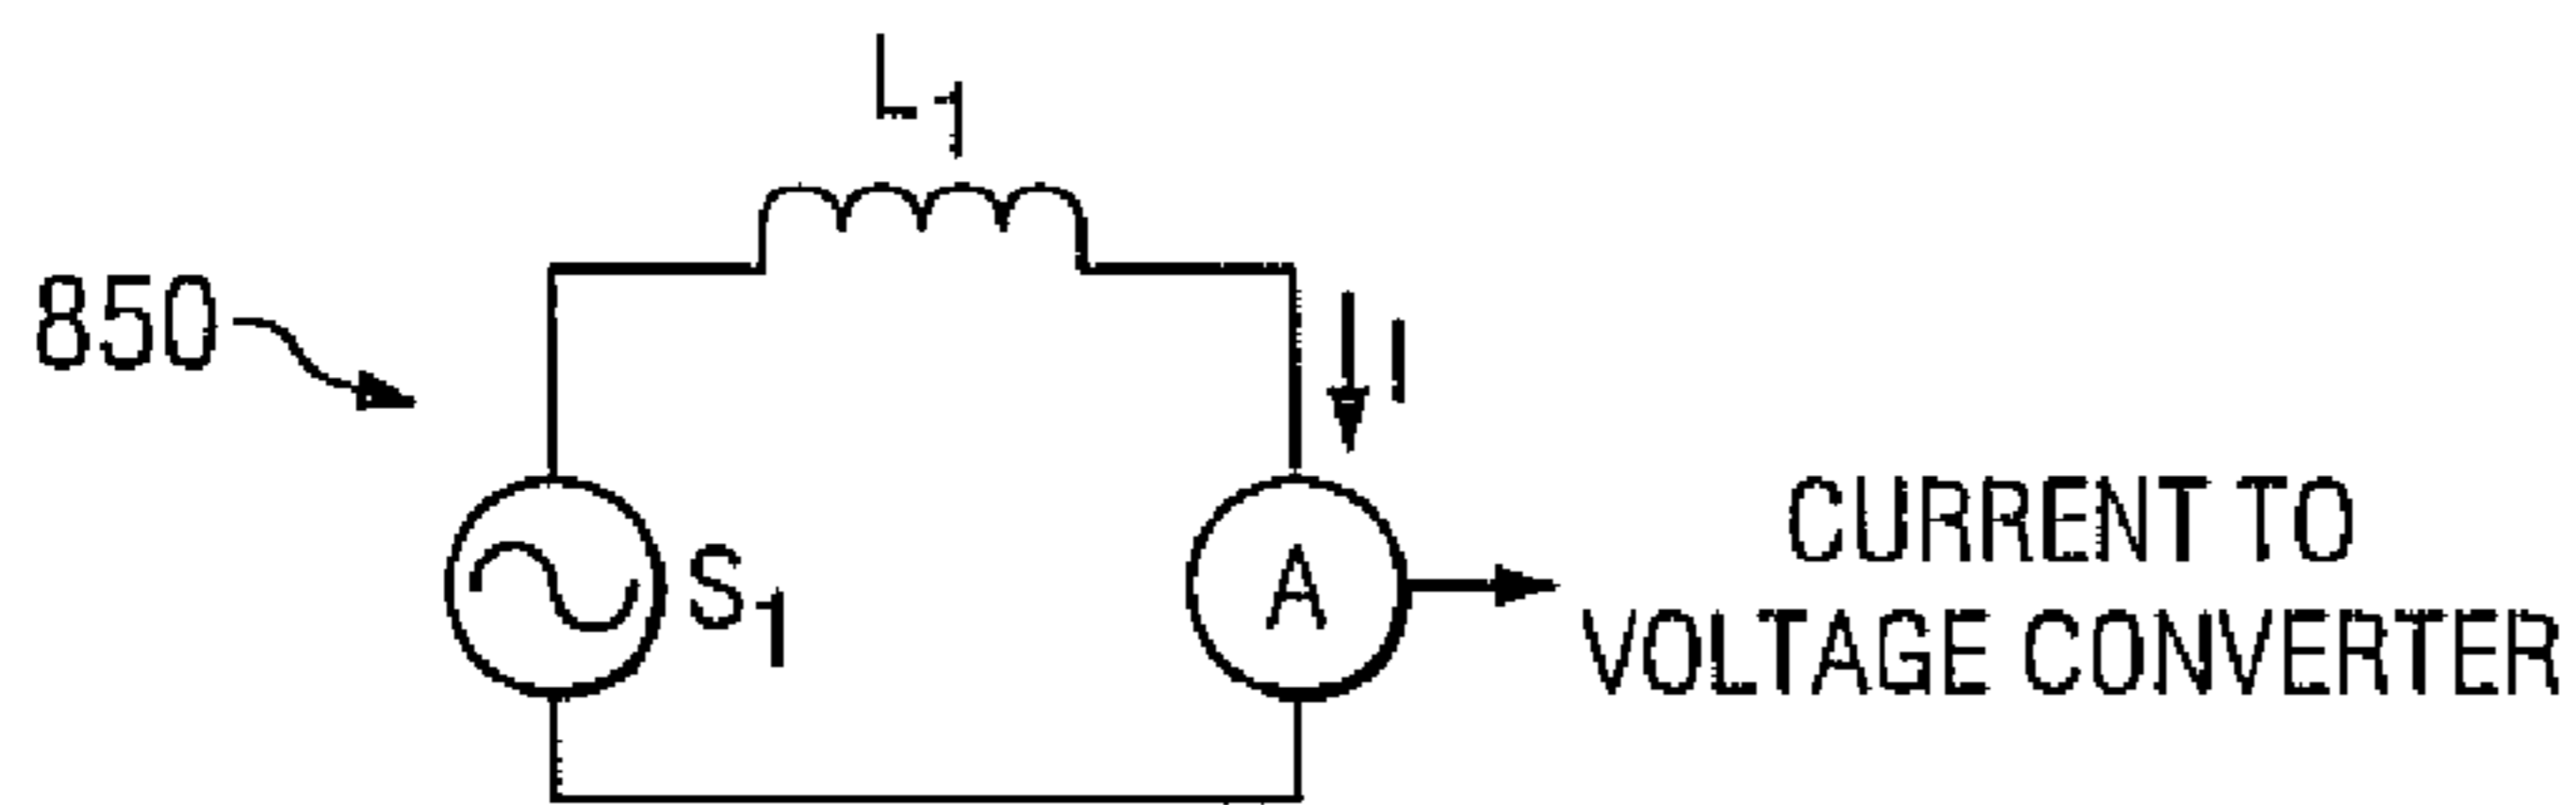 L1
850
I
S1
A
CURRENT TO
VOLTAGE CONVERTER